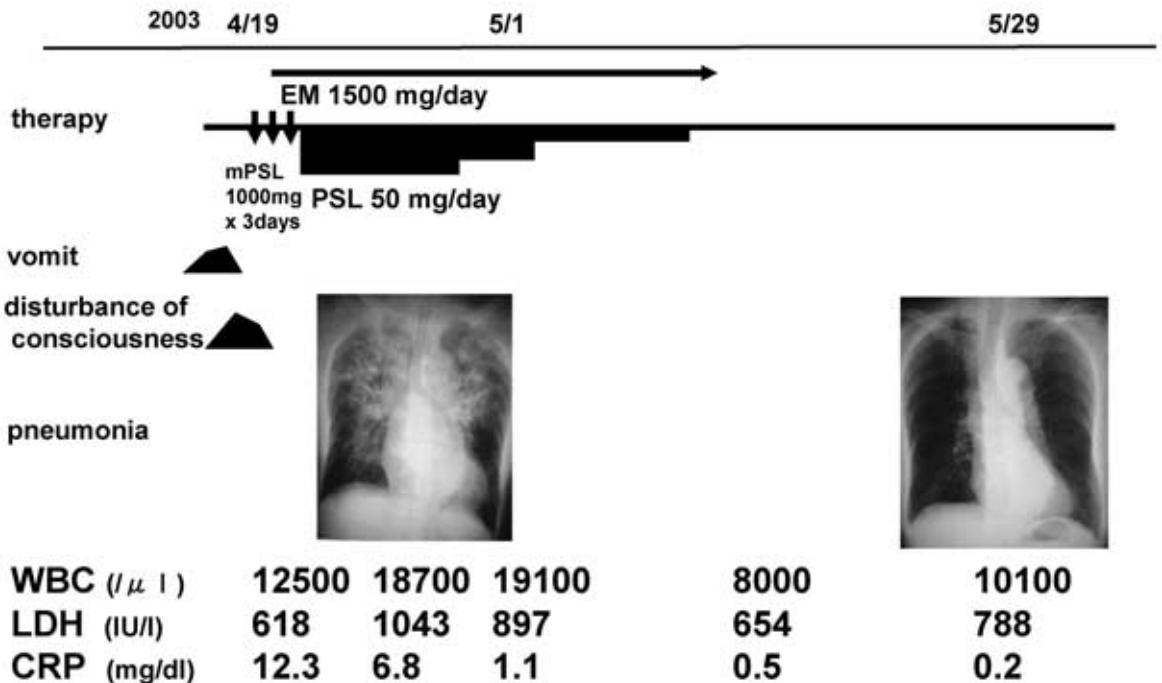 2003 4/19 5/1 5/29
EM 1500 mg/day
therapy
mPSL
1000mg
x 3days
PSL 50 mg/day
vomit
disturbance of
consciousness
pneumonia
WBC (/μl) 12500 18700 19100 8000 10100
LDH (IU/l) 618 1043 897 654 788
CRP (mg/dl) 12.3 6.8 1.1 0.5 0.2